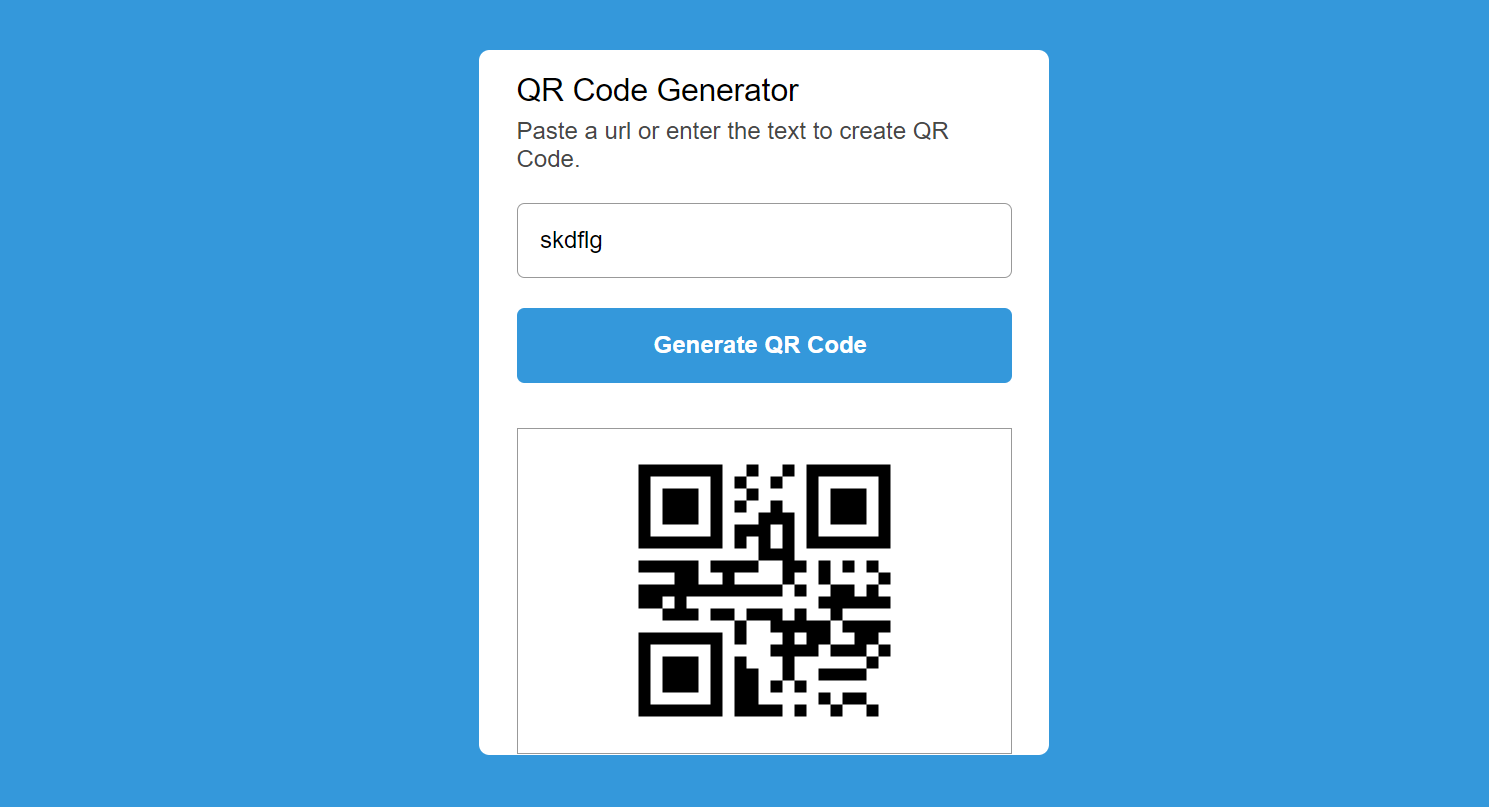 QR Code Generator
Paste a url or enter the text to create QR
Code.
skdflg
Generate QR Code